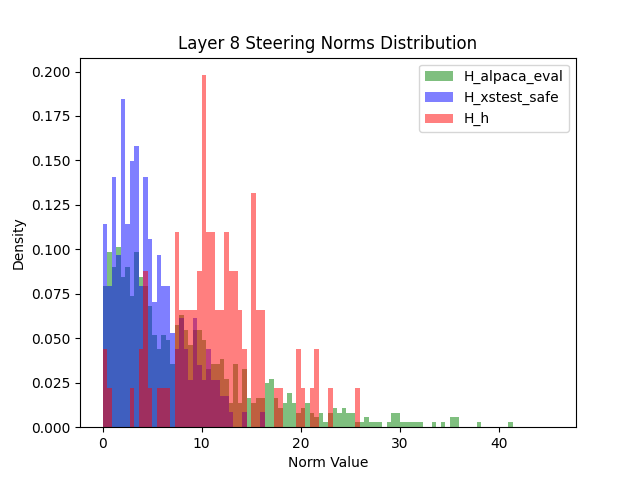 Layer 8 Steering Norms Distribution
H_alpaca_eval
H_xstest_safe
H_h
Density
0.200
0.175
0.150
0.125
0.100
0.075
0.050
0.025
0.000
0
10
20
30
40
Norm Value